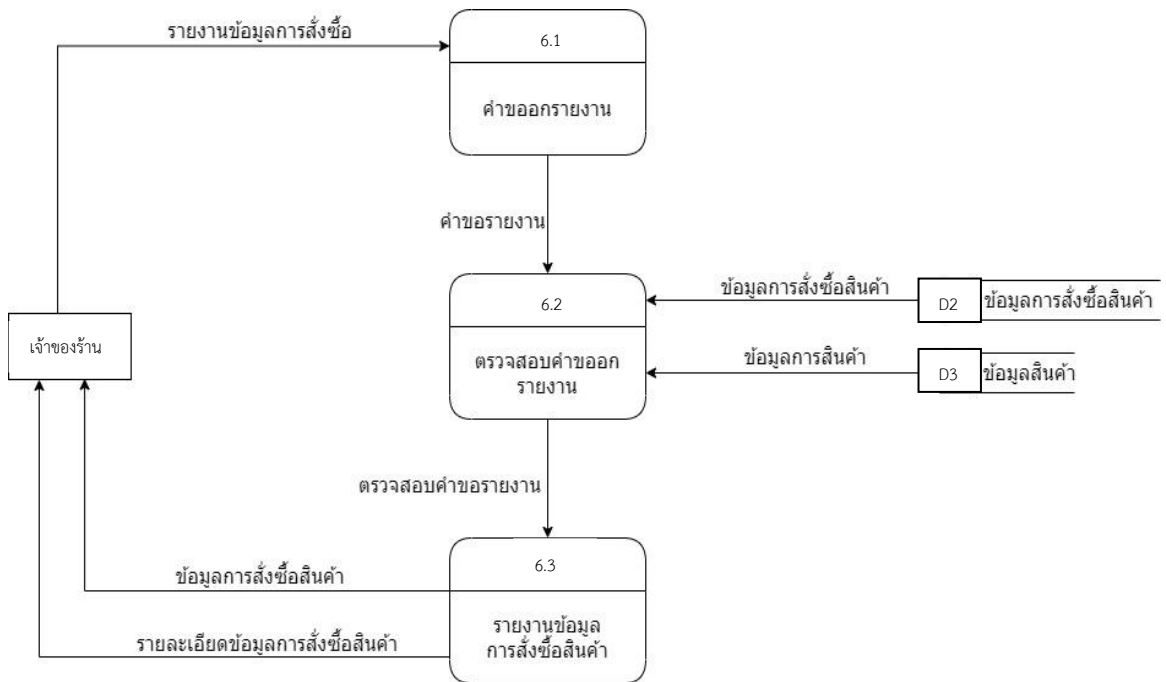 รายงานข้อมูลการสั่งซื้อ
6.1
คำขอออกรายงาน
คำขอรายงาน
ข้อมูลการสั่งซื้อสินค้า
D2
ข้อมูลการสั่งซื้อสินค้า
6.2
เจ้าของร้าน
ตรวจสอบคำขอออก
รายงาน
ข้อมูลการสินค้า
D3
ข้อมูลสินค้า
ตรวจสอบคำขอรายงาน
6.3
ข้อมูลการสั่งซื้อสินค้า
รายงานข้อมูล
การสั่งซื้อสินค้า
รายละเอียดข้อมูลการสั่งซื้อสินค้า